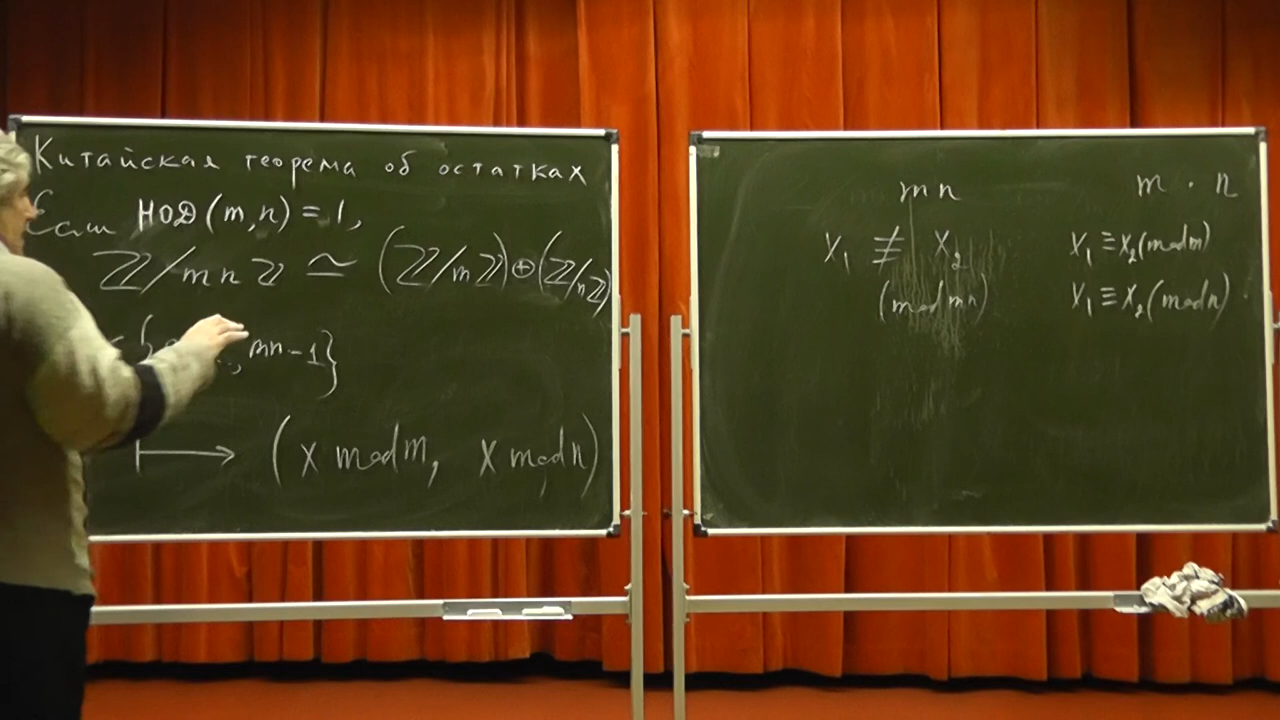 Китайская теорема об остатках
Если НОД(m,n) = 1,
ℤ/mnℤ ≃ (ℤ/mℤ)⊕(ℤ/nℤ)
.., mn-1}
⟼ (x mod m, x mod n)
mn
x₁ ≢ x₂
(mod mn)
m · n
x₁ ≡ x₂(mod m)
x₁ ≡ x₂(mod n)